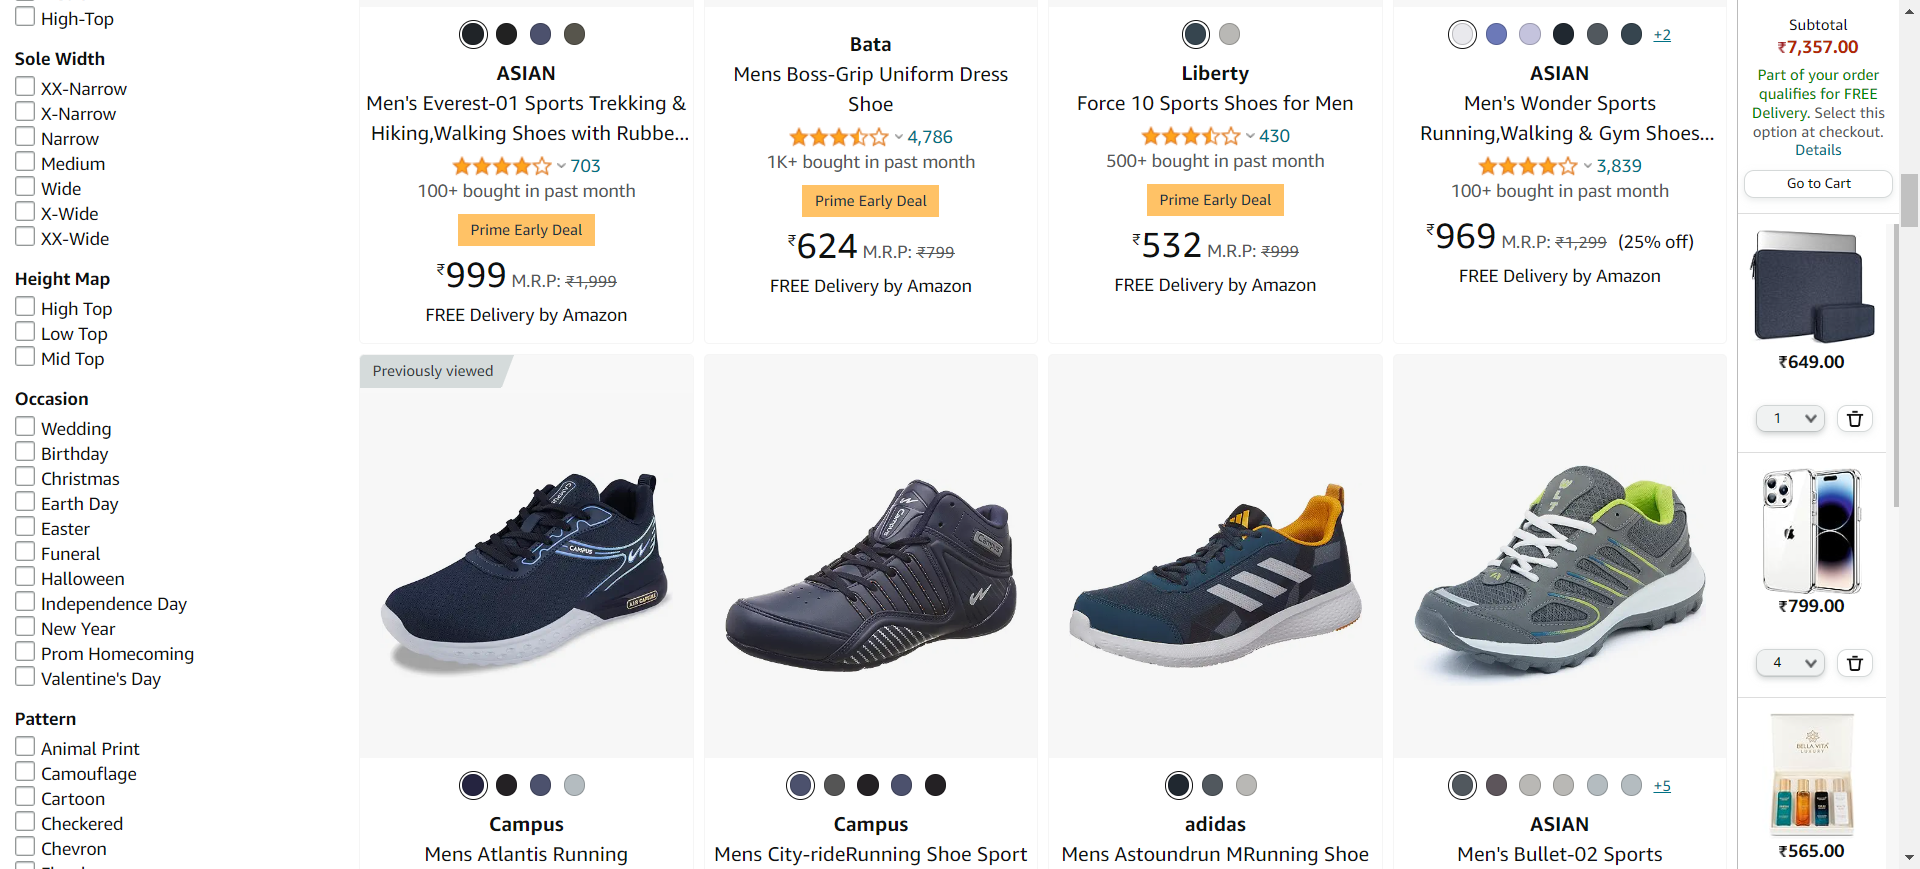 High-Top
Sole Width
XX-Narrow
X-Narrow
Narrow
Medium
Wide
X-Wide
XX-Wide
Height Map
High Top
Low Top
Mid Top
Occasion
Wedding
Birthday
Christmas
Earth Day
Easter
Funeral
Halloween
Independence Day
New Year
Prom Homecoming
Valentine's Day
Pattern
Animal Print
Camouflage
Cartoon
Checkered
Chevron
ASIAN
Men's Everest-01 Sports Trekking &
Hiking,Walking Shoes with Rubbe...
703
100+ bought in past month
Prime Early Deal
₹999 M.R.P: ₹1,999
FREE Delivery by Amazon
Bata
Mens Boss-Grip Uniform Dress
Shoe
4,786
1K+ bought in past month
Prime Early Deal
₹624 M.R.P: ₹799
FREE Delivery by Amazon
Liberty
Force 10 Sports Shoes for Men
430
500+ bought in past month
Prime Early Deal
₹532 M.R.P: ₹999
FREE Delivery by Amazon
+2
ASIAN
Men's Wonder Sports
Running,Walking & Gym Shoes...
3,839
100+ bought in past month
₹969 M.R.P: ₹1,299 (25% off)
FREE Delivery by Amazon
Previously viewed
CAMPUS
CAMPUS
AIR CAPSULE
Campus
Mens Atlantis Running
Campus
Campus
Campus
Mens City-rideRunning Shoe Sport
adidas
Mens Astoundrun MRunning Shoe
+5
ASIAN
Men's Bullet-02 Sports
Subtotal
₹7,357.00
Part of your order
qualifies for FREE
Delivery. Select this
option at checkout.
Details
Go to Cart
₹649.00
1
₹799.00
4
BELLA VITA
LUXURY
₹565.00